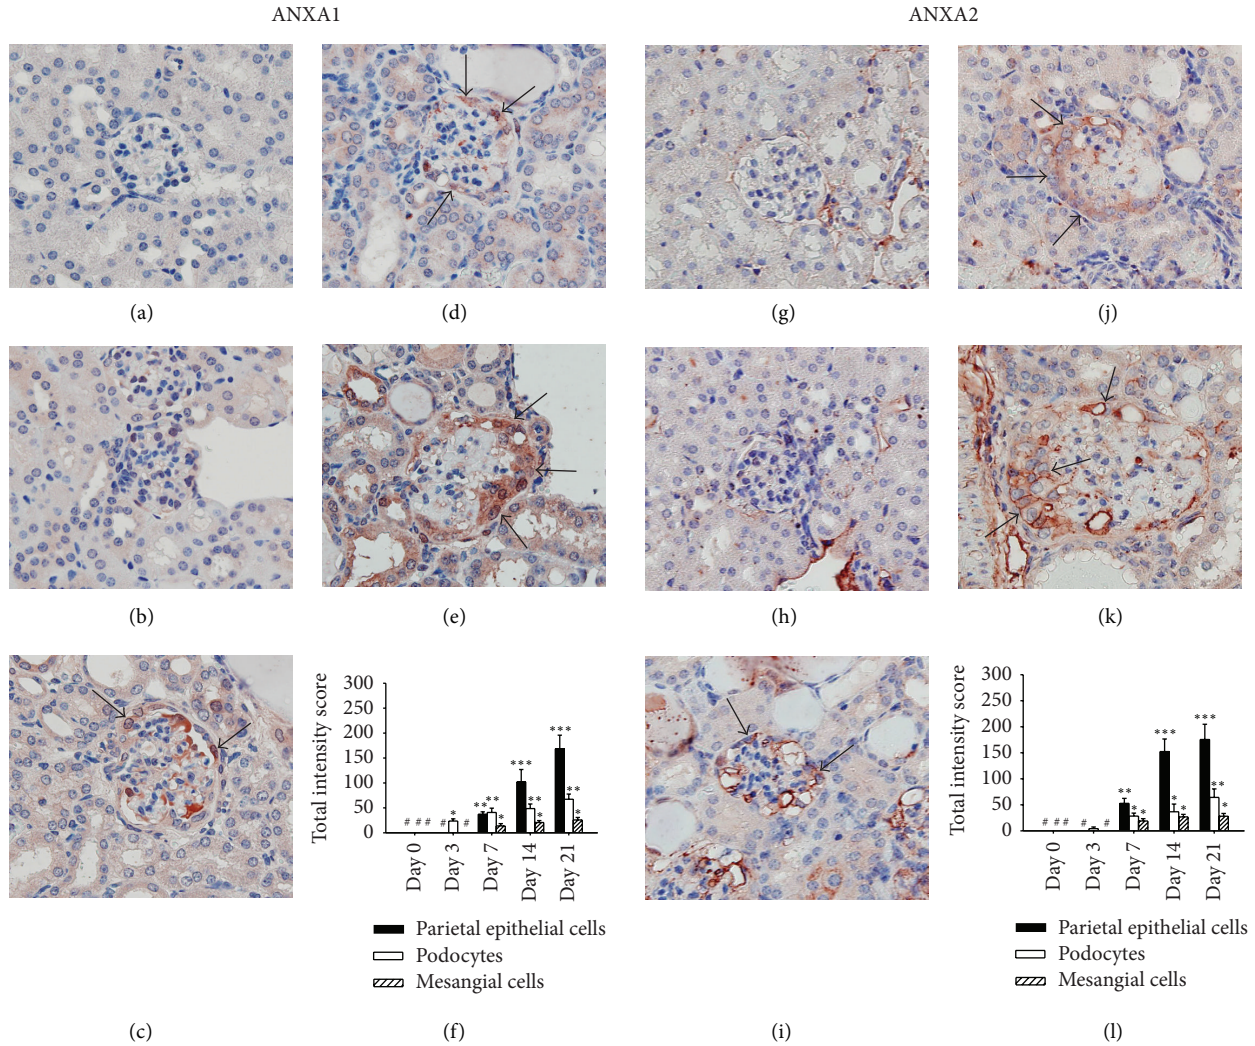 ANXA1
ANXA2
(a)
(d)
(g)
(j)
(b)
(e)
(h)
(k)
Total intensity score
300
250
200
150
100
50
0
# # #
# * #
** ** *
*** ** *
*** ** *
Day 0
Day 3
Day 7
Day 14
Day 21
Parietal epithelial cells
Podocytes
Mesangial cells
Total intensity score
300
250
200
150
100
50
0
# # #
# #
** * *
*** * *
*** ** *
Day 0
Day 3
Day 7
Day 14
Day 21
Parietal epithelial cells
Podocytes
Mesangial cells
(c)
(f)
(i)
(l)